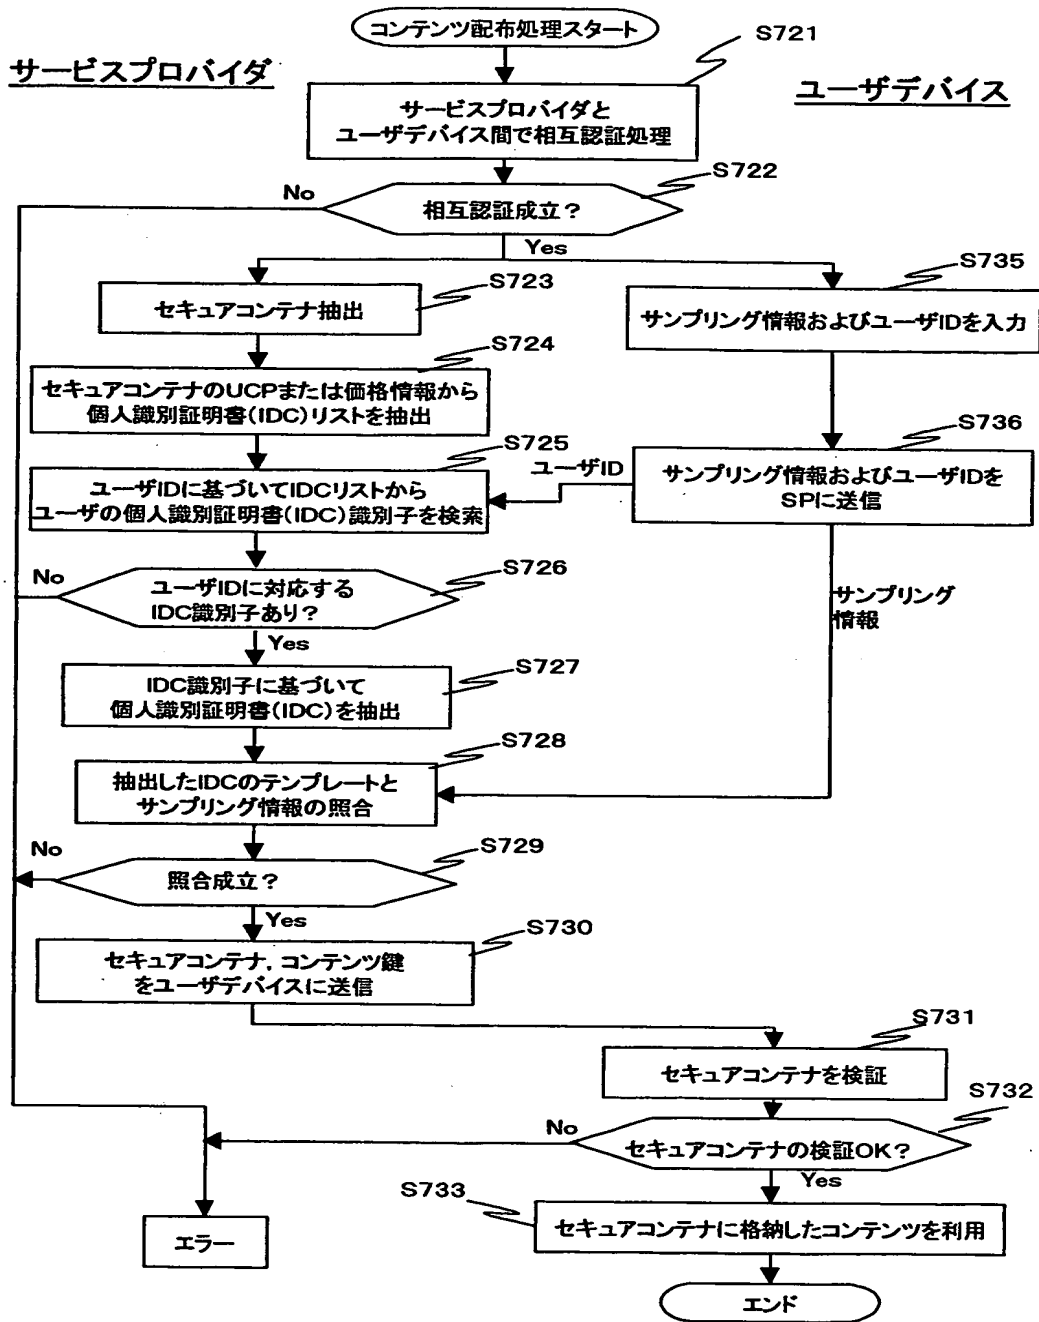 コンテンツ配布処理スタート
S721
サービスプロバイダ
ユーザデバイス
サービスプロバイダと
ユーザデバイス間で相互認証処理
S722
No
相互認証成立?
Yes
S723
S735
セキュアコンテナ抽出
サンプリング情報およびユーザIDを入力
S724
セキュアコンテナのUCPまたは価格情報から
個人識別証明書(IDC)リストを抽出
S725
S736
ユーザID
ユーザIDに基づいてIDCリストから
ユーザの個人識別証明書(IDC)識別子を検索
サンプリング情報およびユーザIDを
SPに送信
No
S726
ユーザIDに対応する
IDC識別子あり?
サンプリング
情報
Yes
S727
IDC識別子に基づいて
個人識別証明書(IDC)を抽出
S728
抽出したIDCのテンプレートと
サンプリング情報の照合
No
S729
照合成立?
Yes
S730
セキュアコンテナ,コンテンツ鍵
をユーザデバイスに送信
S731
セキュアコンテナを検証
S732
No
セキュアコンテナの検証OK?
Yes
S733
セキュアコンテナに格納したコンテンツを利用
エラー
エンド